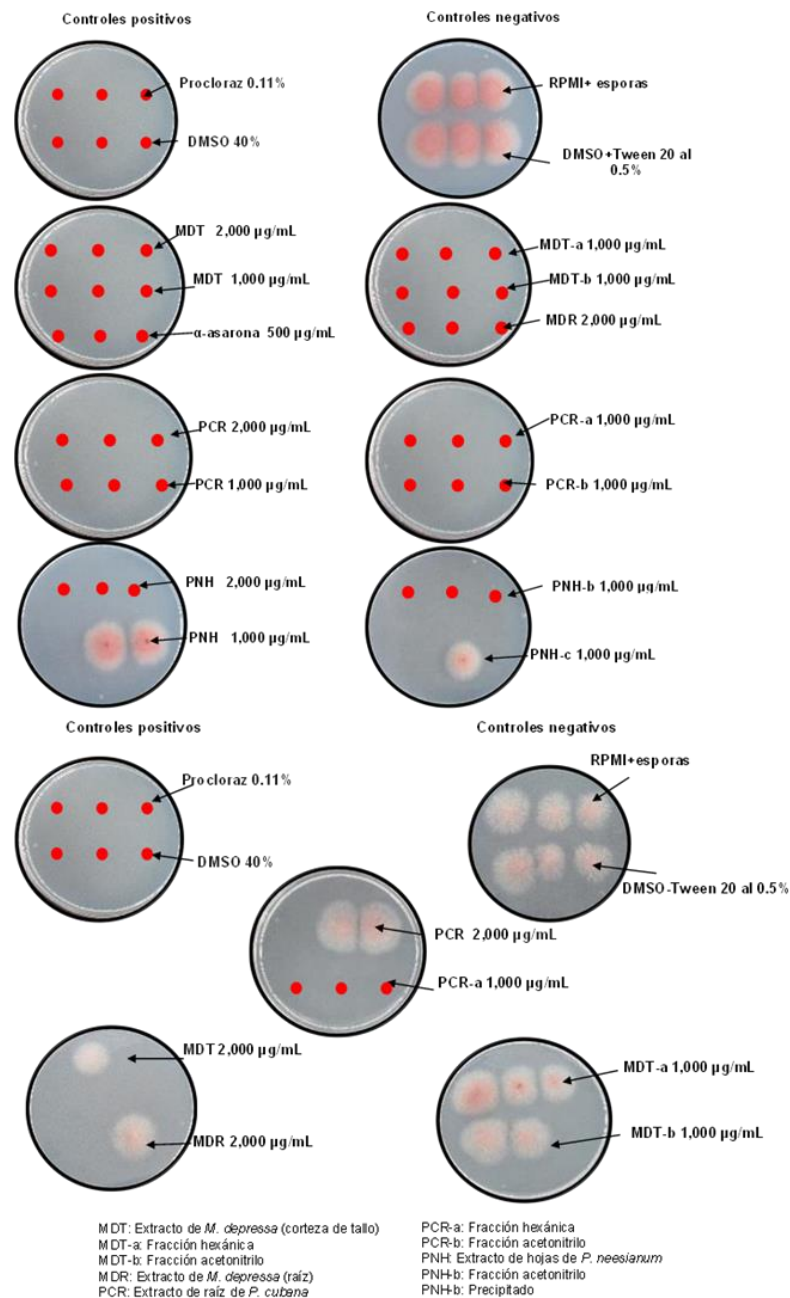 Controles positivos
Controles negativos
Procloraz 0.11%
DMSO 40%
RPMI+ esporas
DMSO+Tween 20 al
0.5%
MDT 2,000 µg/mL
MDT 1,000 µg/mL
α-asarona 500 µg/mL
MDT-a 1,000 µg/mL
MDT-b 1,000 µg/mL
MDR 2,000 µg/mL
PCR 2,000 µg/mL
PCR 1,000 µg/mL
PCR-a 1,000 µg/mL
PCR-b 1,000 µg/mL
PNH 2,000 µg/mL
PNH 1,000 µg/mL
PNH-b 1,000 µg/mL
PNH-c 1,000 µg/mL
Controles positivos
Controles negativos
Procloraz 0.11%
DMSO 40%
RPMI+esporas
DMSO-Tween 20 al 0.5%
PCR 2,000 µg/mL
PCR-a 1,000 µg/mL
MDT 2,000 µg/mL
MDR 2,000 µg/mL
MDT-a 1,000 µg/mL
MDT-b 1,000 µg/mL
MDT: Extracto de M. depressa (corteza de tallo)
MDT-a: Fracción hexánica
MDT-b: Fracción acetonitrilo
MDR: Extracto de M. depressa (raíz)
PCR: Extracto de raíz de P. cubana
PCR-a: Fracción hexánica
PCR-b: Fracción acetonitrilo
PNH: Extracto de hojas de P. neesianum
PNH-b: Fracción acetonitrilo
PNH-b: Precipitado